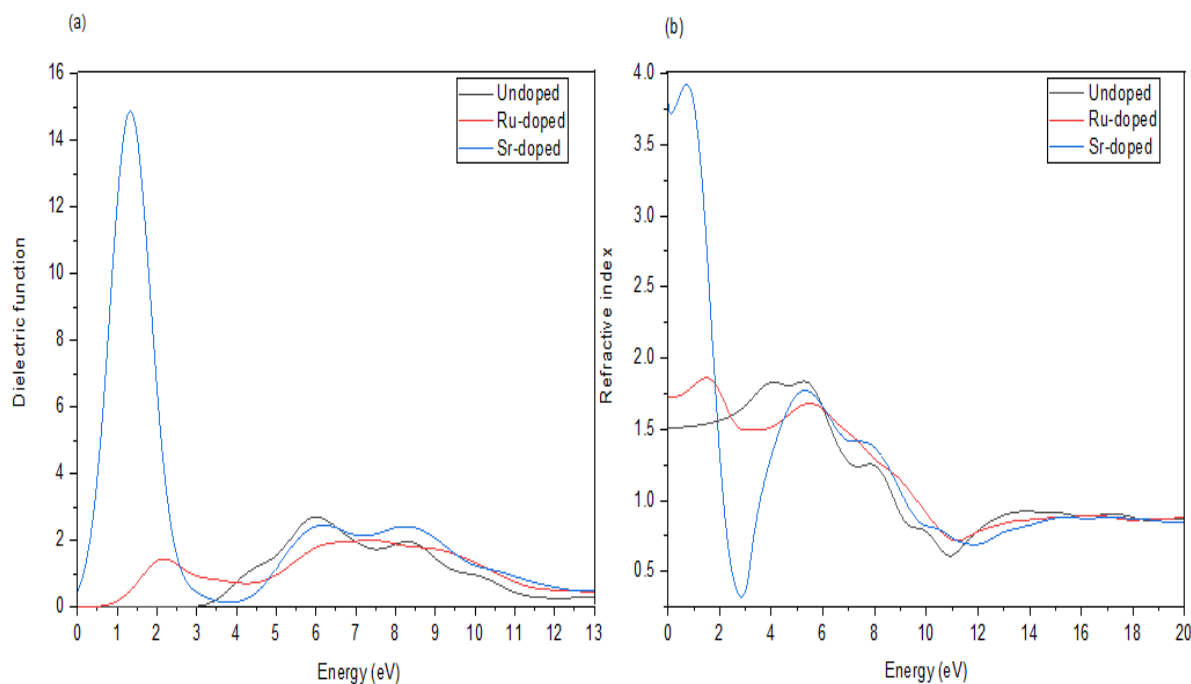 (a)
16
14
12
10
8
6
4
2
0
Dielectric function
Undoped
Ru-doped
Sr-doped
0 1 2 3 4 5 6 7 8 9 10 11 12 13
Energy (eV)
(b)
4.0
3.5
3.0
2.5
2.0
1.5
1.0
0.5
Refractive index
Undoped
Ru-doped
Sr-doped
0 2 4 6 8 10 12 14 16 18 20
Energy (eV)